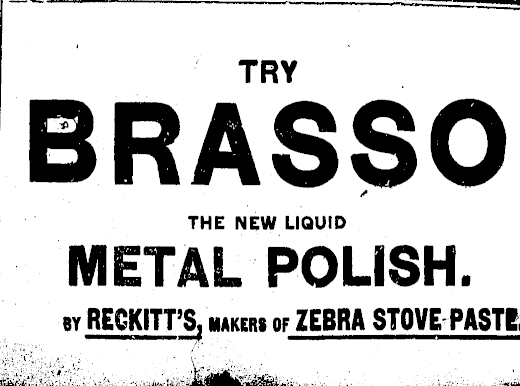 TRY
BRASSO
THE NEW LIQUID
METAL POLISH.
BY RECKITT'S, MAKERS OF ZEBRA STOVE PASTE